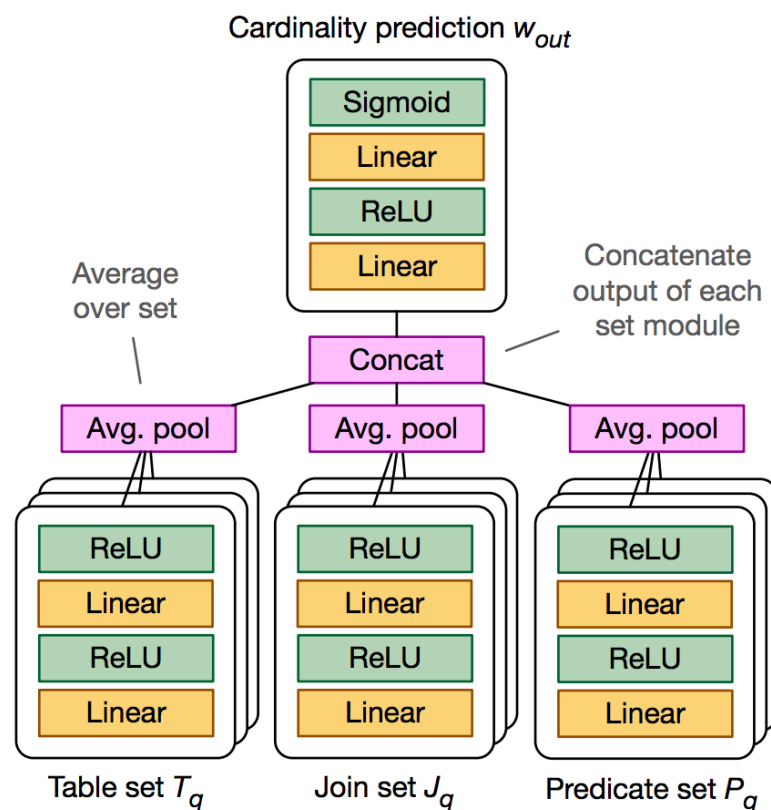 Cardinality prediction w_out
Sigmoid
Linear
ReLU
Linear
Average
over set
Concatenate
output of each
set module
Concat
Avg. pool
Avg. pool
Avg. pool
ReLU
Linear
ReLU
Linear
ReLU
Linear
ReLU
Linear
ReLU
Linear
ReLU
Linear
Table set T_q
Join set J_q
Predicate set P_q